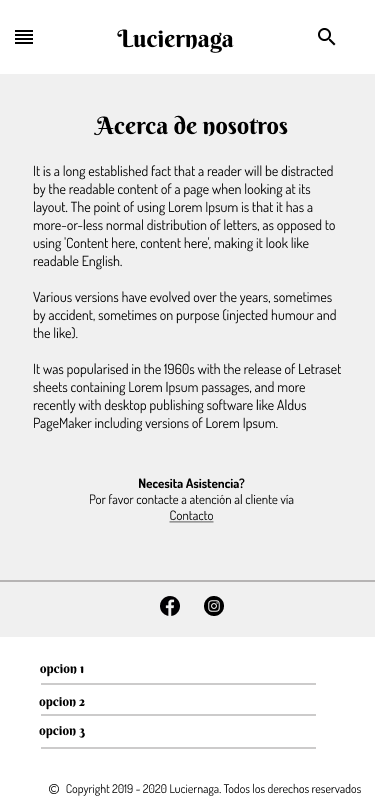 Luciernaga
Acerca de nosotros
It is a long established fact that a reader will be distracted
by the readable content of a page when looking at its
layout. The point of using Lorem Ipsum is that it has a
more-or-less normal distribution of letters, as opposed to
using 'Content here, content here', making it look like
readable English.
Various versions have evolved over the years, sometimes
by accident, sometimes on purpose (injected humour and
the like).
It was popularised in the 1960s with the release of Letraset
sheets containing Lorem Ipsum passages, and more
recently with desktop publishing software like Aldus
PageMaker including versions of Lorem Ipsum.
Necesita Asistencia?
Por favor contacte a atención al cliente via
Contacto
opcion 1
opcion 2
opcion 3
© Copyright 2019 - 2020 Luciernaga. Todos los derechos reservados